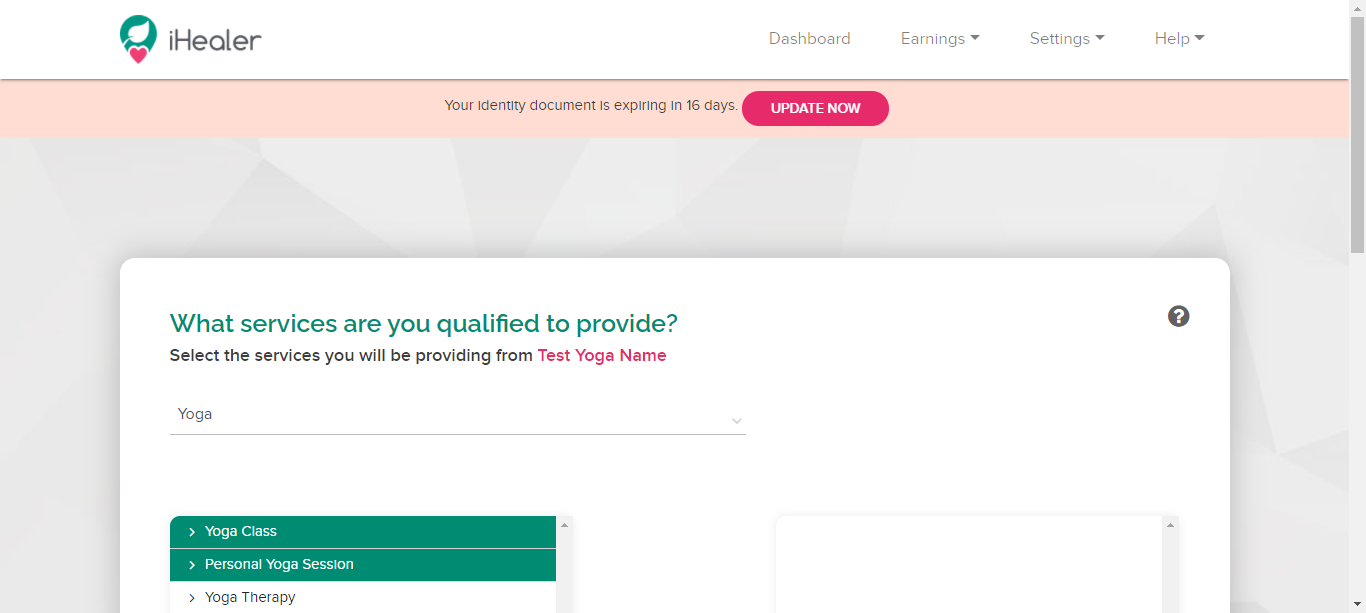 iHealer
Dashboard Earnings Settings Help
Your identity document is expiring in 16 days. UPDATE NOW
What services are you qualified to provide?
?
Select the services you will be providing from Test Yoga Name
Yoga
Yoga Class
Personal Yoga Session
Yoga Therapy